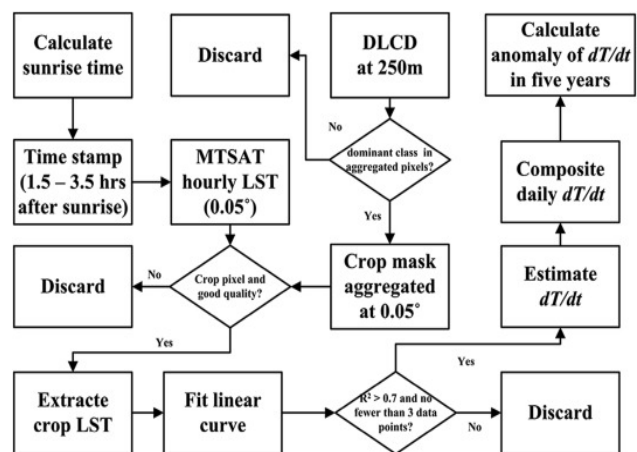 Calculate
sunrise time
Discard
DLCD
at 250m
Calculate
anomaly of dT/dt
in five years
No
dominant class in
aggregated pixels?
Time stamp
(1.5 – 3.5 hrs
after sunrise)
MTSAT
hourly LST
(0.05°)
Composite
daily dT/dt
Yes
Discard
No
Crop pixel and
good quality?
Crop mask
aggregated
at 0.05°
Estimate
dT/dt
Yes
Yes
Extracte
crop LST
Fit linear
curve
R² > 0.7 and no
fewer than 3 data
points?
No
Discard